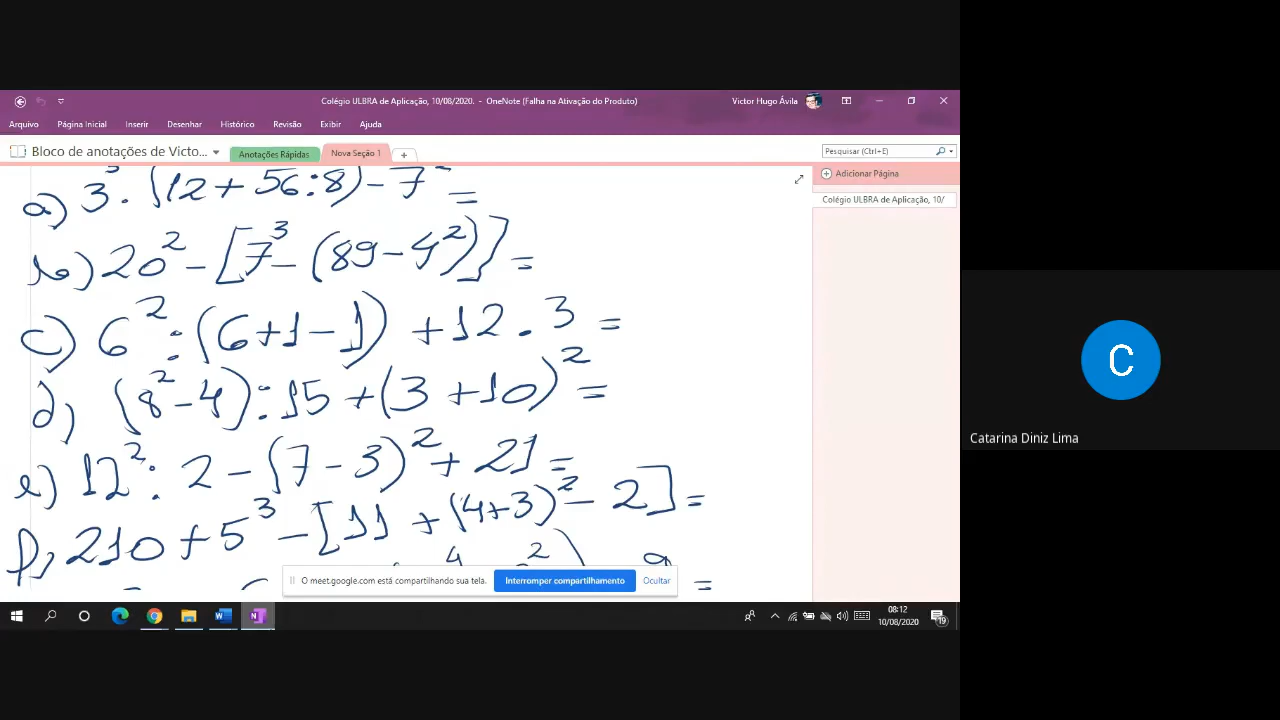 Colégio ULBRA de Aplicação, 10/08/2020. - OneNote (Falha na Ativação do Produto)
Victor Hugo Ávila
Arquivo Página Inicial Inserir Desenhar Histórico Revisão Exibir Ajuda
Bloco de anotações de Victo... Anotações Rápidas Nova Seção 1 +
Pesquisar (Ctrl+E)
Adicionar Página
Colégio ULBRA de Aplicação, 10/
a) 3³ . (12 + 56 : 8) - 7² =
b) 20² - [7³ - (89 - 4²)] =
c) 6² : (6 + 1 - 1) + 12 . 3 =
d) (8² - 4) : 15 + (3 + 10)² =
e) 12² : 2 - (7 - 3)² + 21 =
f) 210 + 5³ - [11 + (4+3)² - 2] =
O meet.google.com está compartilhando sua tela. Interromper compartilhamento Ocultar
C
Catarina Diniz Lima
08:12
10/08/2020
19